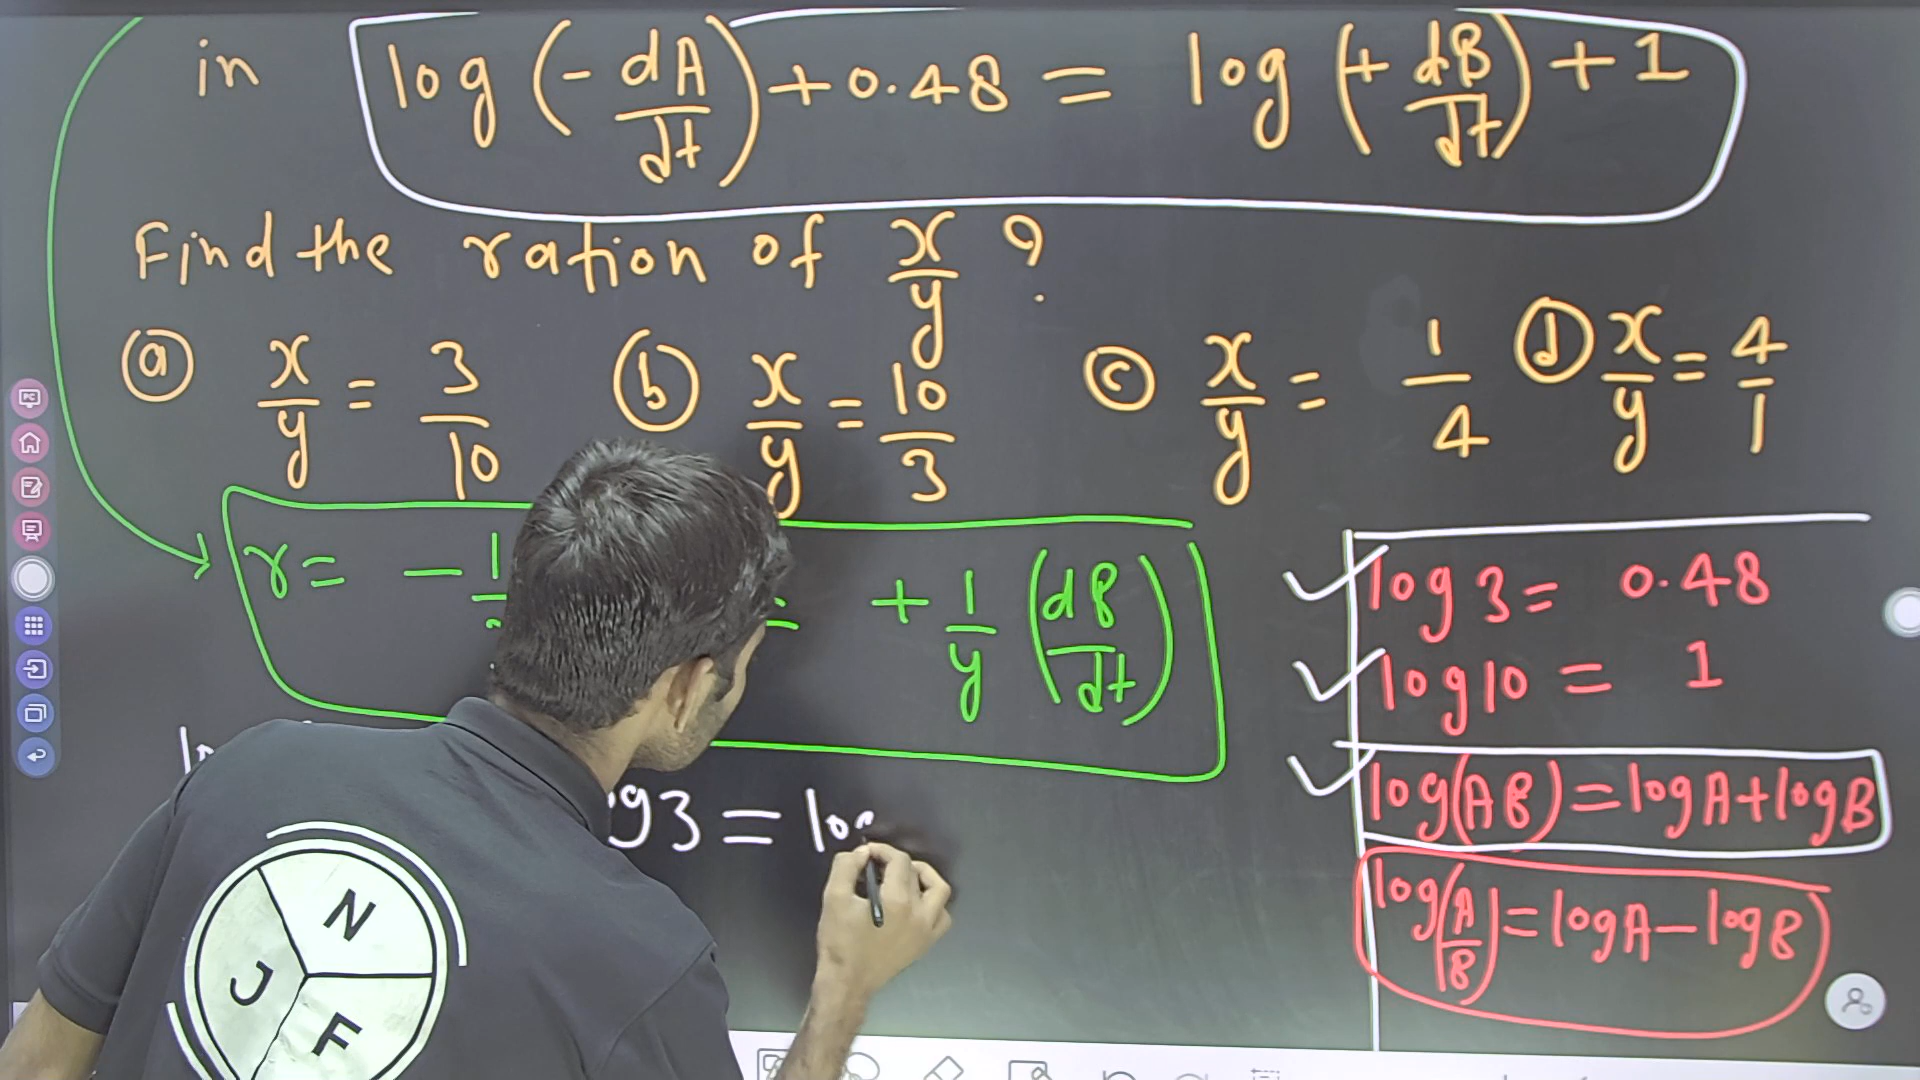 in log (- dA/dt) + 0.48 = log (+ dB/dt) + 1
Find the ration of x/y ?
(a) x/y = 3/10 (b) x/y = 10/3 (c) x/y = 1/4 (d) x/y = 4/1
r = - 1 + 1/y (dB/dt)
log 3 = 0.48
log 10 = 1
log(AB) = log A + log B
log(A/B) = log A - log B
3 =
N
J
F